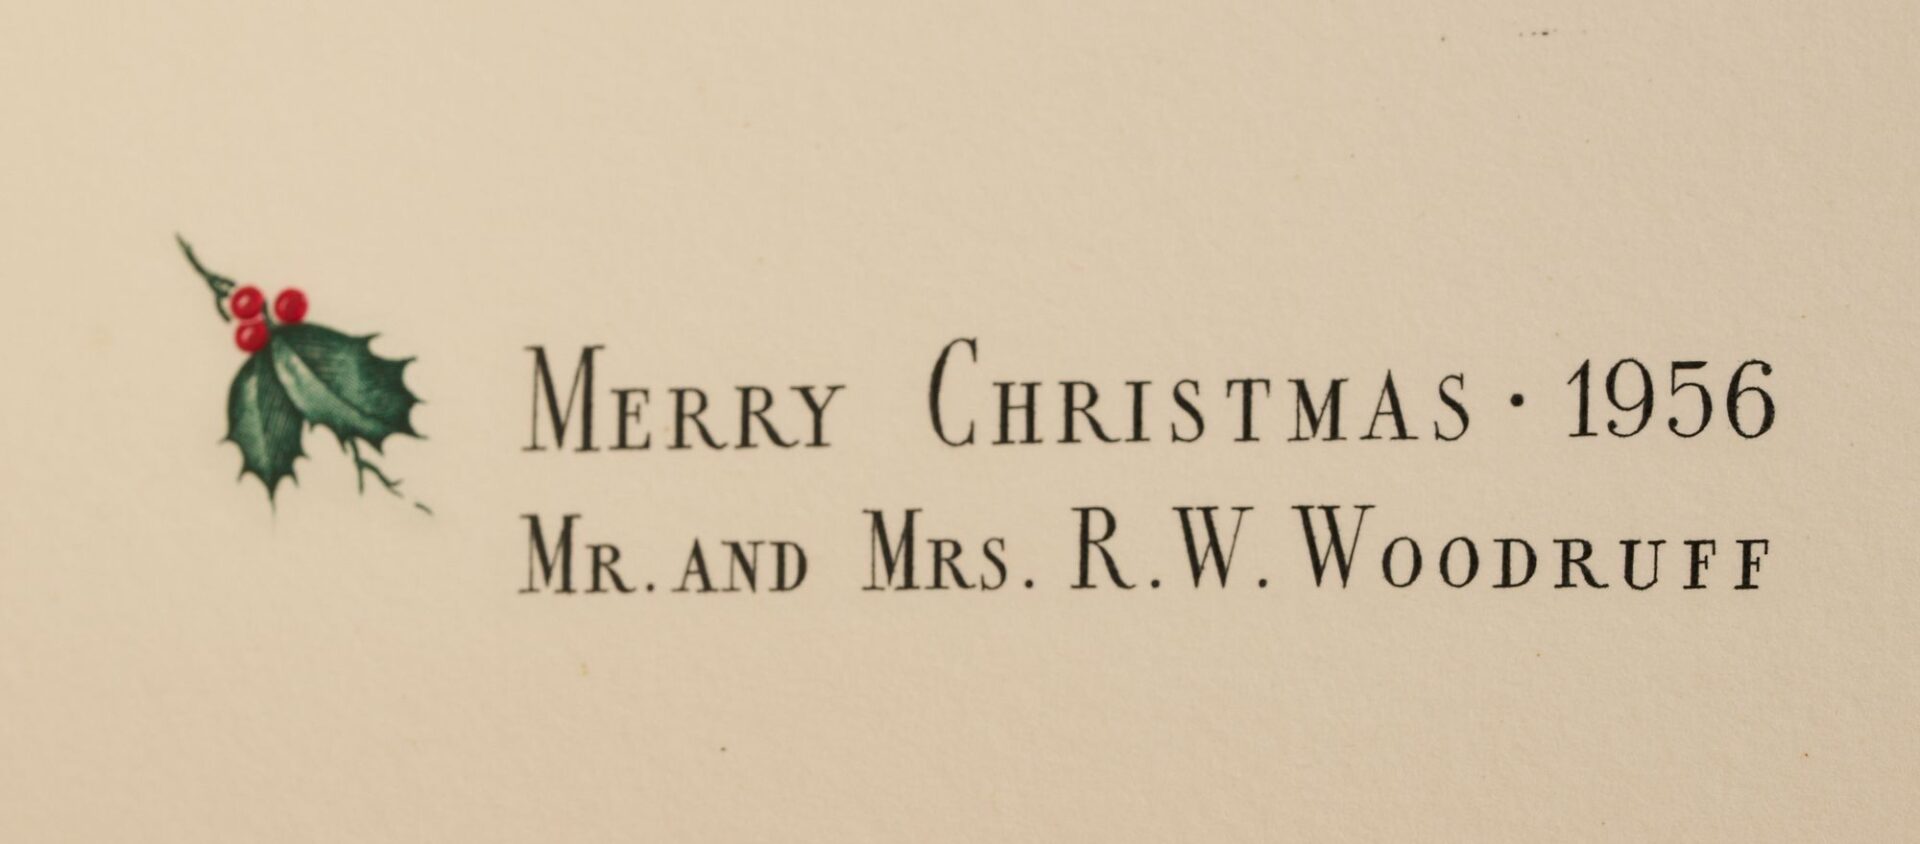 Merry Christmas · 1956
Mr. and Mrs. R. W. Woodruff